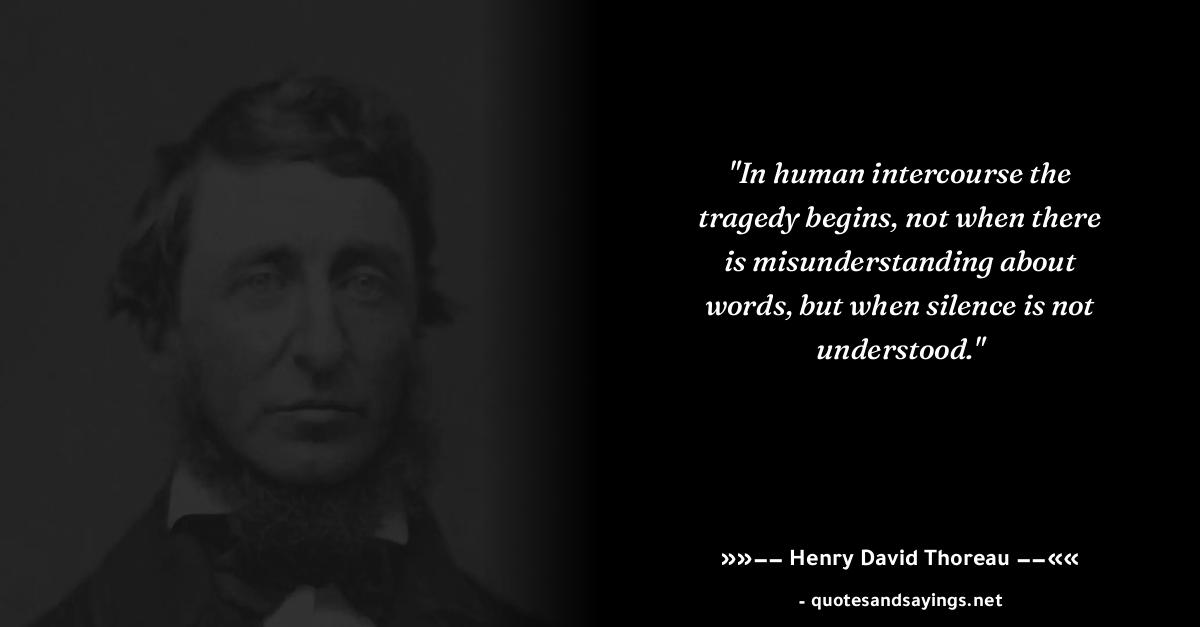 "In human intercourse the
tragedy begins, not when there
is misunderstanding about
words, but when silence is not
understood."
»»−− Henry David Thoreau −−««
- quotesandsayings.net